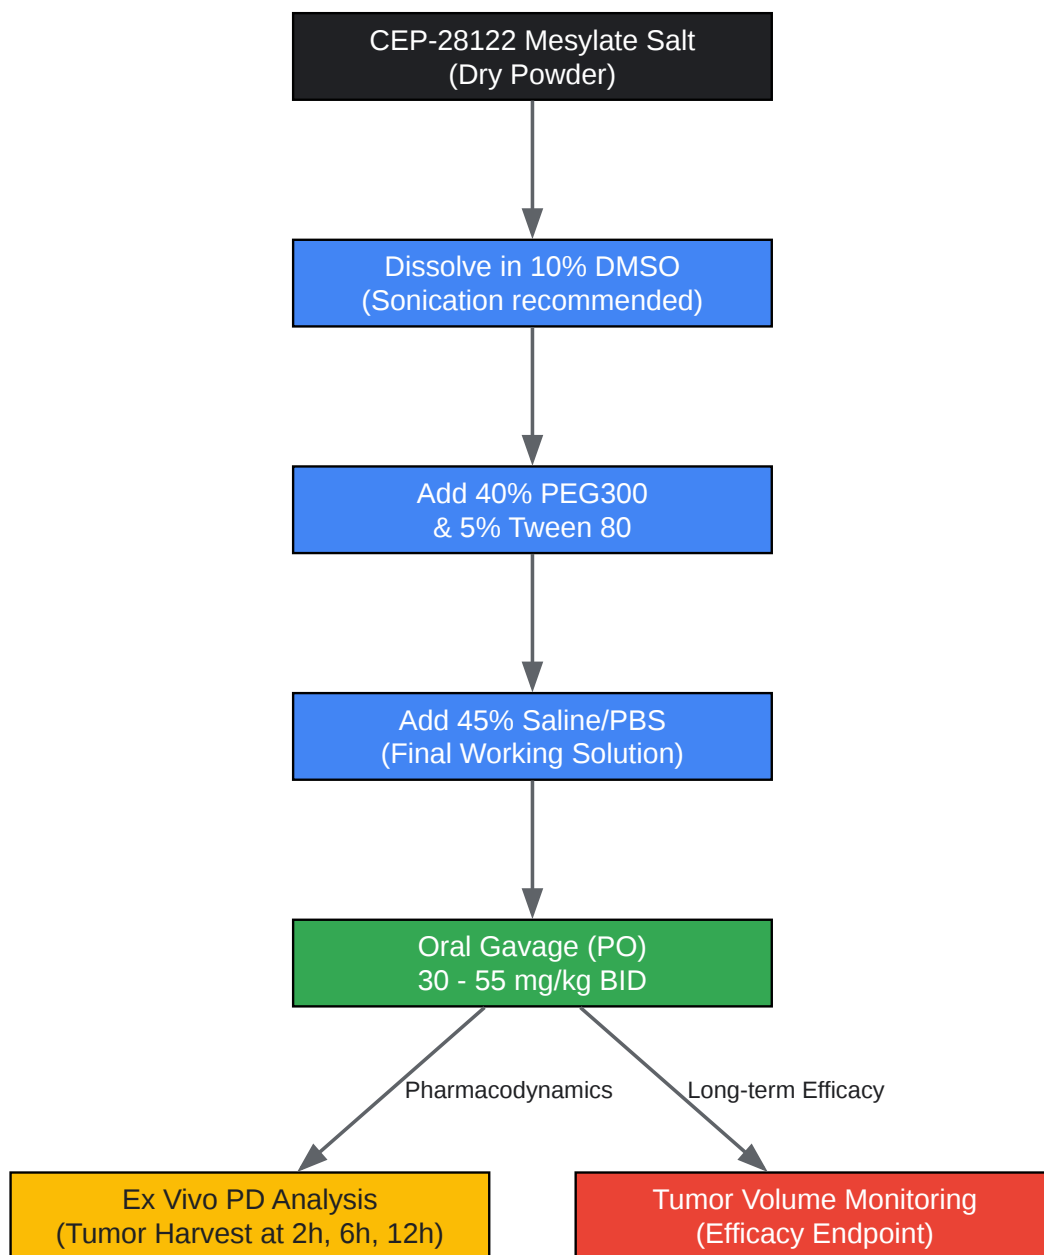 CEP-28122 Mesylate Salt
(Dry Powder)
Dissolve in 10% DMSO
(Sonication recommended)
Add 40% PEG300
& 5% Tween 80
Add 45% Saline/PBS
(Final Working Solution)
Oral Gavage (PO)
30 - 55 mg/kg BID
Pharmacodynamics
Long-term Efficacy
Ex Vivo PD Analysis
(Tumor Harvest at 2h, 6h, 12h)
Tumor Volume Monitoring
(Efficacy Endpoint)